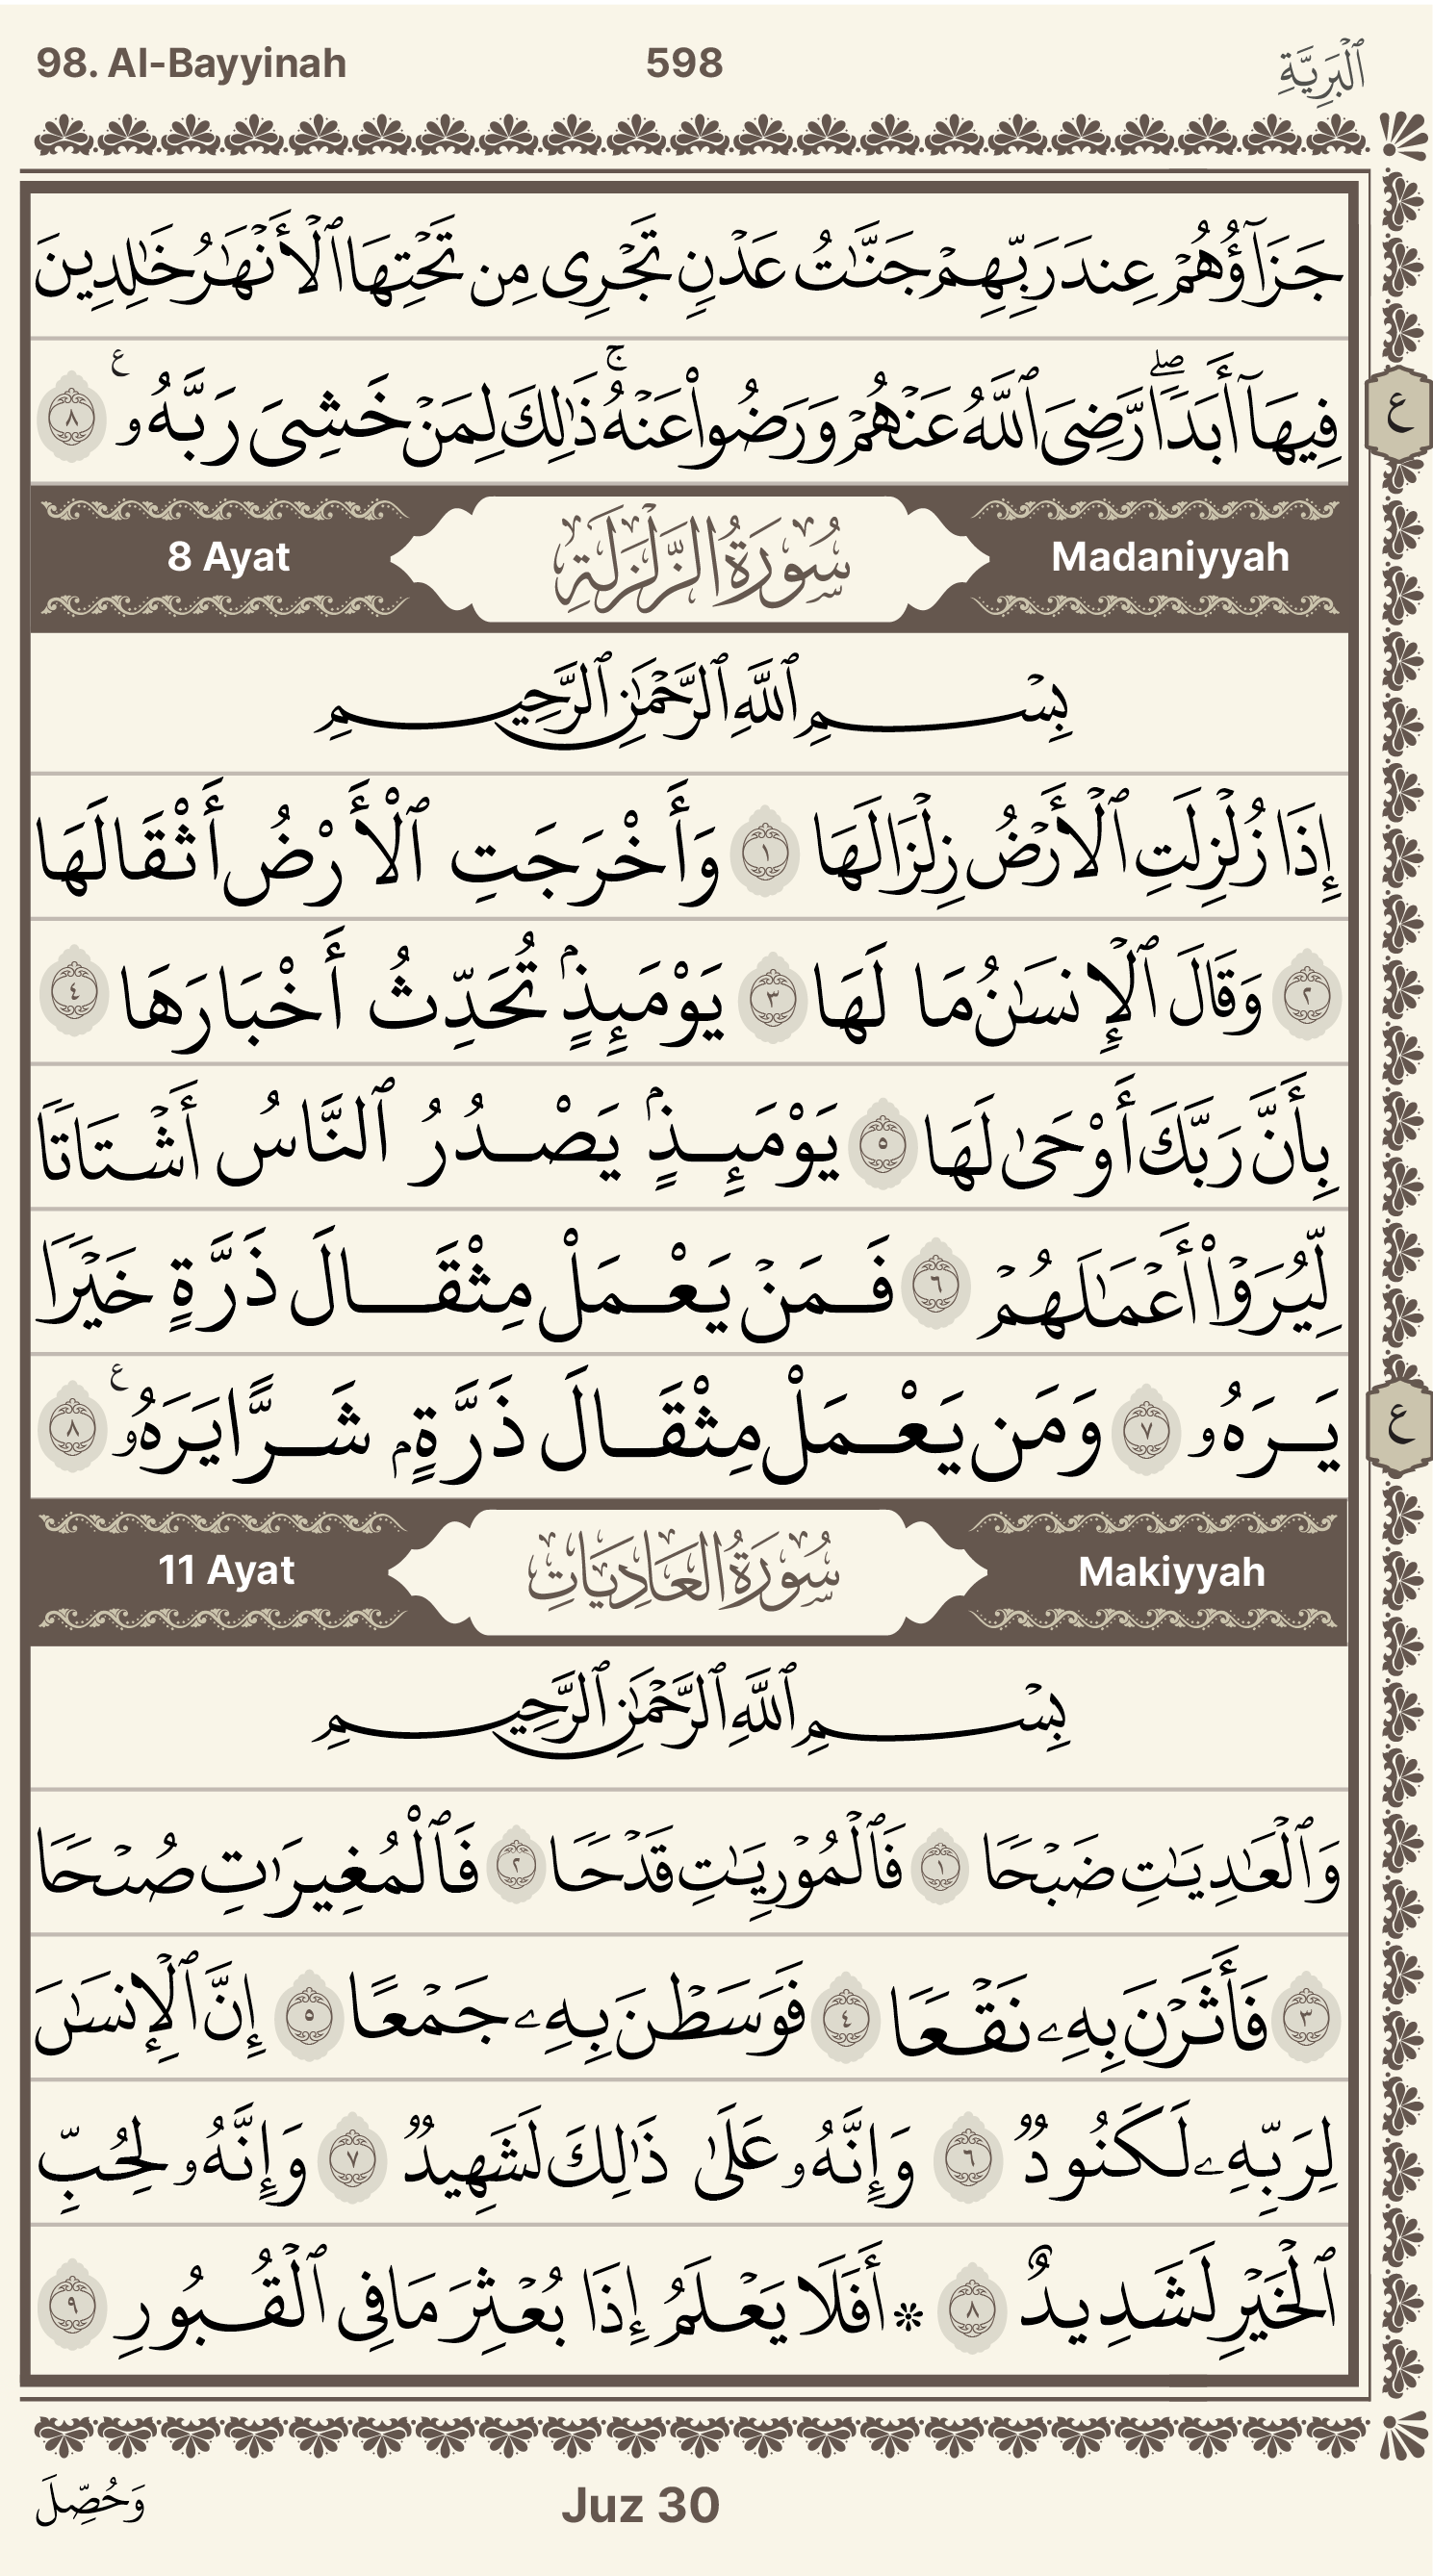 98. Al-Bayyinah 598 ٱلْبَرِيَّةِ
جَزَآؤُهُمْ عِندَ رَبِّهِمْ جَنَّٰتُ عَدْنٍ تَجْرِى مِن تَحْتِهَا ٱلْأَنْهَٰرُ خَٰلِدِينَ
فِيهَآ أَبَدًا ۖ رَّضِىَ ٱللَّهُ عَنْهُمْ وَرَضُوا۟ عَنْهُ ۚ ذَٰلِكَ لِمَنْ خَشِىَ رَبَّهُۥ ع ٨
ع
8 Ayat سُورَةُ الزَّلْزَلَةِ Madaniyyah
بِسْمِ ٱللَّهِ ٱلرَّحْمَٰنِ ٱلرَّحِيمِ
إِذَا زُلْزِلَتِ ٱلْأَرْضُ زِلْزَالَهَا ١ وَأَخْرَجَتِ ٱلْأَرْضُ أَثْقَالَهَا
٢ وَقَالَ ٱلْإِنسَٰنُ مَا لَهَا ٣ يَوْمَئِذٍۢ تُحَدِّثُ أَخْبَارَهَا ٤
بِأَنَّ رَبَّكَ أَوْحَىٰ لَهَا ٥ يَوْمَئِذٍۢ يَصْدُرُ ٱلنَّاسُ أَشْتَاتًا
لِّيُرَوْا۟ أَعْمَٰلَهُمْ ٦ فَمَنْ يَعْمَلْ مِثْقَالَ ذَرَّةٍ خَيْرًا
يَرَهُۥ ٧ وَمَن يَعْمَلْ مِثْقَالَ ذَرَّةٍۢ شَرًّا يَرَهُۥ ع ٨
ع
11 Ayat سُورَةُ العَادِيَاتِ Makiyyah
بِسْمِ ٱللَّهِ ٱلرَّحْمَٰنِ ٱلرَّحِيمِ
وَٱلْعَٰدِيَٰتِ ضَبْحًا ١ فَٱلْمُورِيَٰتِ قَدْحًا ٢ فَٱلْمُغِيرَٰتِ صُبْحًا
٣ فَأَثَرْنَ بِهِۦ نَقْعًا ٤ فَوَسَطْنَ بِهِۦ جَمْعًا ٥ إِنَّ ٱلْإِنسَٰنَ
لِرَبِّهِۦ لَكَنُودٌ ٦ وَإِنَّهُۥ عَلَىٰ ذَٰلِكَ لَشَهِيدٌ ٧ وَإِنَّهُۥ لِحُبِّ
ٱلْخَيْرِ لَشَدِيدٌ ٨ * أَفَلَا يَعْلَمُ إِذَا بُعْثِرَ مَا فِى ٱلْقُبُورِ ٩
وَحُصِّلَ Juz 30